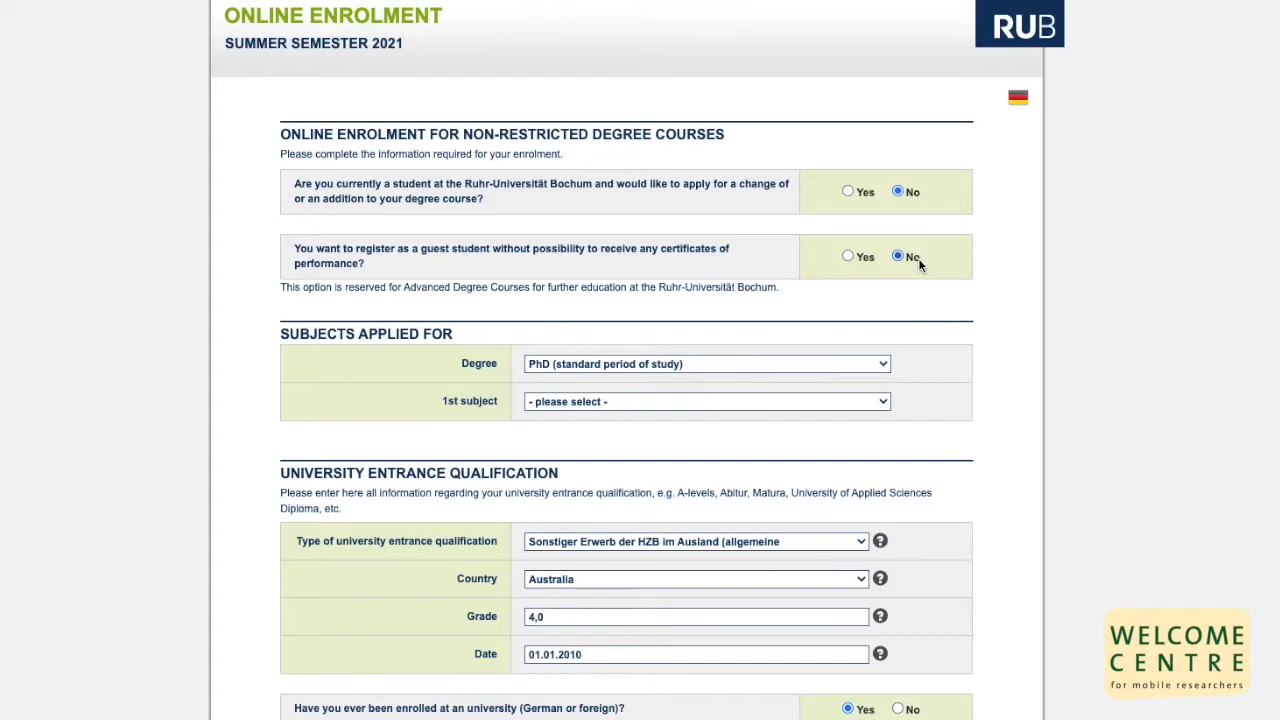 ONLINE ENROLMENT
SUMMER SEMESTER 2021
RUB
ONLINE ENROLMENT FOR NON-RESTRICTED DEGREE COURSES
Please complete the information required for your enrolment.
Are you currently a student at the Ruhr-Universität Bochum and would like to apply for a change of
or an addition to your degree course?
Yes No
You want to register as a guest student without possibility to receive any certificates of
performance?
Yes No
This option is reserved for Advanced Degree Courses for further education at the Ruhr-Universität Bochum.
SUBJECTS APPLIED FOR
Degree PhD (standard period of study)
1st subject - please select -
UNIVERSITY ENTRANCE QUALIFICATION
Please enter here all information regarding your university entrance qualification, e.g. A-levels, Abitur, Matura, University of Applied Sciences
Diploma, etc.
Type of university entrance qualification Sonstiger Erwerb der HZB im Ausland (allgemeine ?
Country Australia ?
Grade 4,0 ?
Date 01.01.2010 ?
Have you ever been enrolled at an university (German or foreign)? Yes No
WELCOME
CENTRE
for mobile researchers